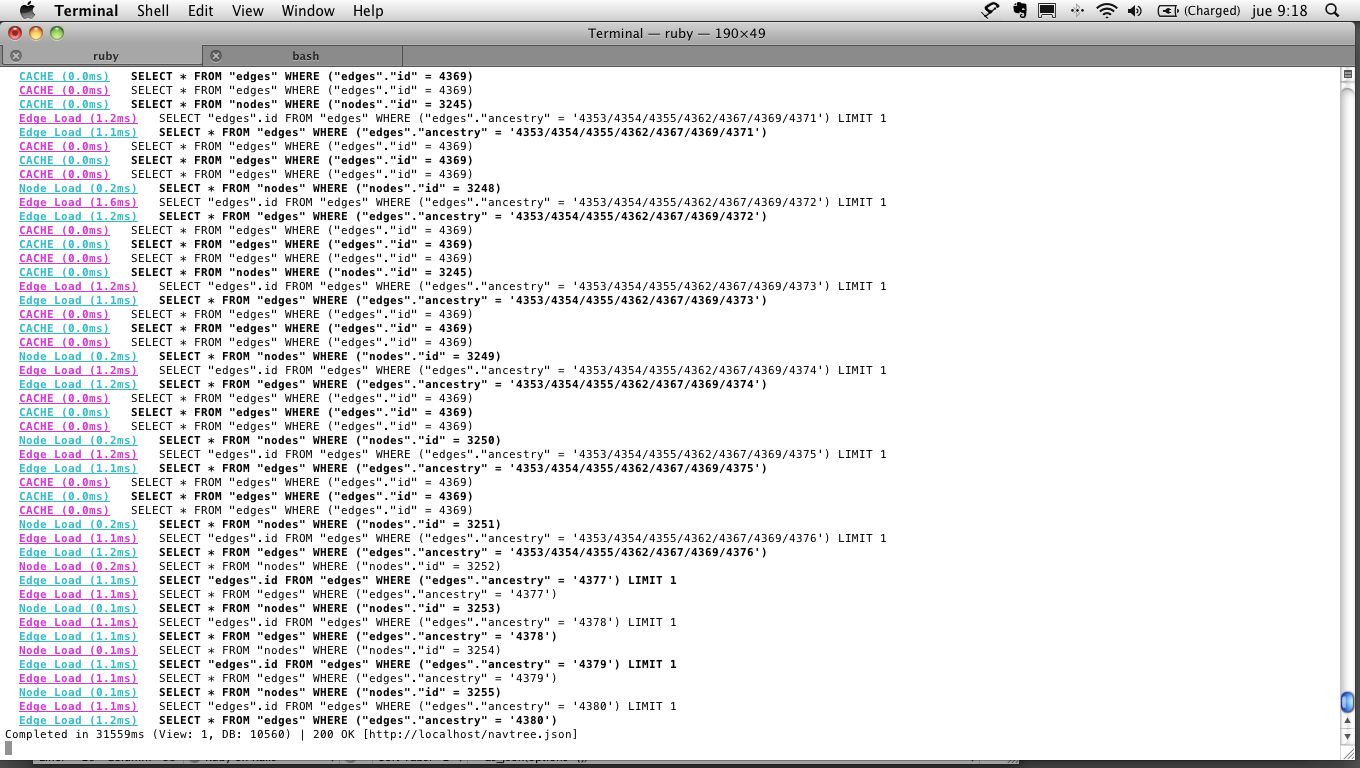 Terminal Shell Edit View Window Help (Charged) jue 9:18
Terminal — ruby — 190×49
ruby bash
CACHE (0.0ms) SELECT * FROM "edges" WHERE ("edges"."id" = 4369)
CACHE (0.0ms) SELECT * FROM "edges" WHERE ("edges"."id" = 4369)
CACHE (0.0ms) SELECT * FROM "nodes" WHERE ("nodes"."id" = 3245)
Edge Load (1.2ms) SELECT "edges".id FROM "edges" WHERE ("edges"."ancestry" = '4353/4354/4355/4362/4367/4369/4371') LIMIT 1
Edge Load (1.1ms) SELECT * FROM "edges" WHERE ("edges"."ancestry" = '4353/4354/4355/4362/4367/4369/4371')
CACHE (0.0ms) SELECT * FROM "edges" WHERE ("edges"."id" = 4369)
CACHE (0.0ms) SELECT * FROM "edges" WHERE ("edges"."id" = 4369)
CACHE (0.0ms) SELECT * FROM "edges" WHERE ("edges"."id" = 4369)
Node Load (0.2ms) SELECT * FROM "nodes" WHERE ("nodes"."id" = 3248)
Edge Load (1.6ms) SELECT "edges".id FROM "edges" WHERE ("edges"."ancestry" = '4353/4354/4355/4362/4367/4369/4372') LIMIT 1
Edge Load (1.2ms) SELECT * FROM "edges" WHERE ("edges"."ancestry" = '4353/4354/4355/4362/4367/4369/4372')
CACHE (0.0ms) SELECT * FROM "edges" WHERE ("edges"."id" = 4369)
CACHE (0.0ms) SELECT * FROM "edges" WHERE ("edges"."id" = 4369)
CACHE (0.0ms) SELECT * FROM "edges" WHERE ("edges"."id" = 4369)
CACHE (0.0ms) SELECT * FROM "nodes" WHERE ("nodes"."id" = 3245)
Edge Load (1.2ms) SELECT "edges".id FROM "edges" WHERE ("edges"."ancestry" = '4353/4354/4355/4362/4367/4369/4373') LIMIT 1
Edge Load (1.1ms) SELECT * FROM "edges" WHERE ("edges"."ancestry" = '4353/4354/4355/4362/4367/4369/4373')
CACHE (0.0ms) SELECT * FROM "edges" WHERE ("edges"."id" = 4369)
CACHE (0.0ms) SELECT * FROM "edges" WHERE ("edges"."id" = 4369)
CACHE (0.0ms) SELECT * FROM "edges" WHERE ("edges"."id" = 4369)
Node Load (0.2ms) SELECT * FROM "nodes" WHERE ("nodes"."id" = 3249)
Edge Load (1.2ms) SELECT "edges".id FROM "edges" WHERE ("edges"."ancestry" = '4353/4354/4355/4362/4367/4369/4374') LIMIT 1
Edge Load (1.2ms) SELECT * FROM "edges" WHERE ("edges"."ancestry" = '4353/4354/4355/4362/4367/4369/4374')
CACHE (0.0ms) SELECT * FROM "edges" WHERE ("edges"."id" = 4369)
CACHE (0.0ms) SELECT * FROM "edges" WHERE ("edges"."id" = 4369)
CACHE (0.0ms) SELECT * FROM "edges" WHERE ("edges"."id" = 4369)
Node Load (0.2ms) SELECT * FROM "nodes" WHERE ("nodes"."id" = 3250)
Edge Load (1.2ms) SELECT "edges".id FROM "edges" WHERE ("edges"."ancestry" = '4353/4354/4355/4362/4367/4369/4375') LIMIT 1
Edge Load (1.1ms) SELECT * FROM "edges" WHERE ("edges"."ancestry" = '4353/4354/4355/4362/4367/4369/4375')
CACHE (0.0ms) SELECT * FROM "edges" WHERE ("edges"."id" = 4369)
CACHE (0.0ms) SELECT * FROM "edges" WHERE ("edges"."id" = 4369)
CACHE (0.0ms) SELECT * FROM "edges" WHERE ("edges"."id" = 4369)
Node Load (0.2ms) SELECT * FROM "nodes" WHERE ("nodes"."id" = 3251)
Edge Load (1.1ms) SELECT "edges".id FROM "edges" WHERE ("edges"."ancestry" = '4353/4354/4355/4362/4367/4369/4376') LIMIT 1
Edge Load (1.2ms) SELECT * FROM "edges" WHERE ("edges"."ancestry" = '4353/4354/4355/4362/4367/4369/4376')
Node Load (0.2ms) SELECT * FROM "nodes" WHERE ("nodes"."id" = 3252)
Edge Load (1.1ms) SELECT "edges".id FROM "edges" WHERE ("edges"."ancestry" = '4377') LIMIT 1
Edge Load (1.1ms) SELECT * FROM "edges" WHERE ("edges"."ancestry" = '4377')
Node Load (0.1ms) SELECT * FROM "nodes" WHERE ("nodes"."id" = 3253)
Edge Load (1.1ms) SELECT "edges".id FROM "edges" WHERE ("edges"."ancestry" = '4378') LIMIT 1
Edge Load (1.1ms) SELECT * FROM "edges" WHERE ("edges"."ancestry" = '4378')
Node Load (0.1ms) SELECT * FROM "nodes" WHERE ("nodes"."id" = 3254)
Edge Load (1.1ms) SELECT "edges".id FROM "edges" WHERE ("edges"."ancestry" = '4379') LIMIT 1
Edge Load (1.1ms) SELECT * FROM "edges" WHERE ("edges"."ancestry" = '4379')
Node Load (0.1ms) SELECT * FROM "nodes" WHERE ("nodes"."id" = 3255)
Edge Load (1.1ms) SELECT "edges".id FROM "edges" WHERE ("edges"."ancestry" = '4380') LIMIT 1
Edge Load (1.2ms) SELECT * FROM "edges" WHERE ("edges"."ancestry" = '4380')
Completed in 31559ms (View: 1, DB: 10560) | 200 OK [http://localhost/navtree.json]